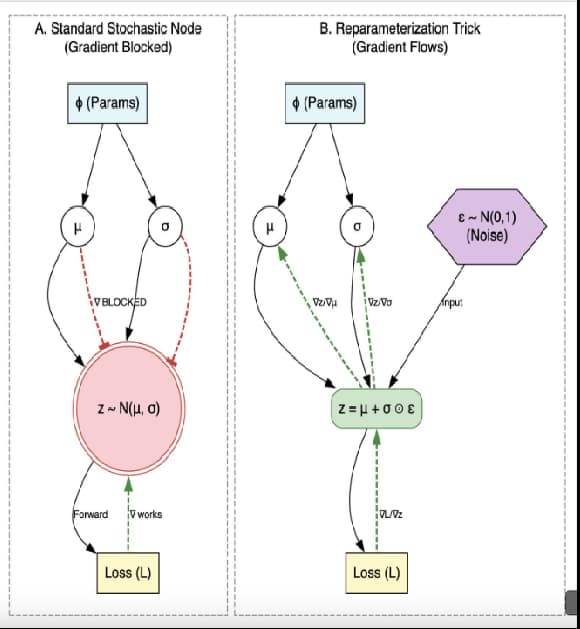 A. Standard Stochastic Node
(Gradient Blocked)
ϕ (Params)
μ
σ
∇ BLOCKED
z ~ N(μ, σ)
Forward
∇ works
Loss (L)
B. Reparameterization Trick
(Gradient Flows)
ϕ (Params)
μ
σ
ε ~ N(0,1)
(Noise)
∇z/∇μ
∇z/∇σ
Input
z = μ + σ ⊙ ε
∇L/∇z
Loss (L)